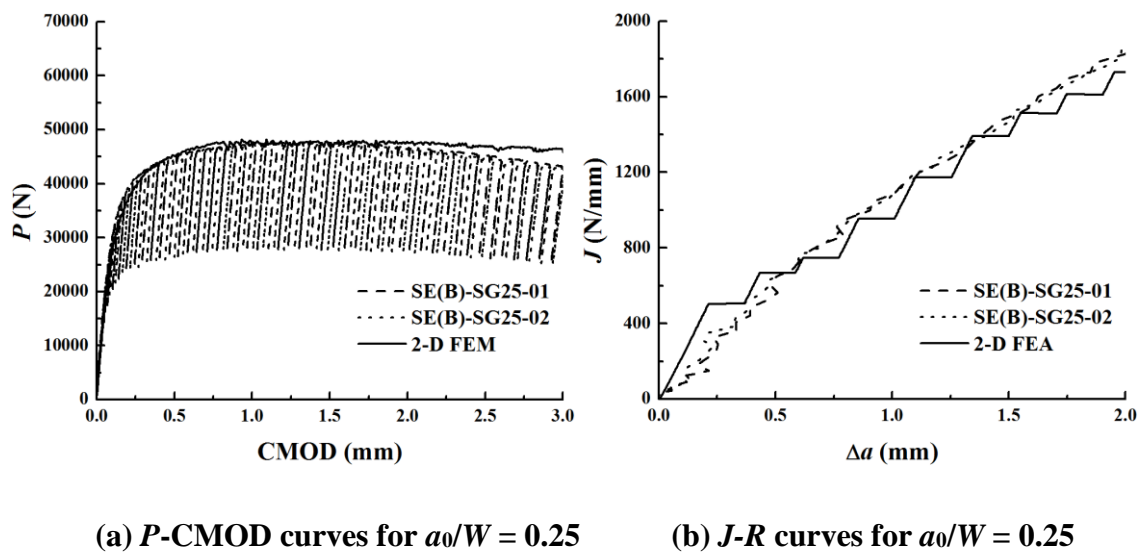 70000
60000
50000
40000
30000
20000
10000
0
P (N)
0.0 0.5 1.0 1.5 2.0 2.5 3.0
CMOD (mm)
SE(B)-SG25-01
SE(B)-SG25-02
2-D FEM
2000
1600
1200
800
400
0
J (N/mm)
0.0 0.5 1.0 1.5 2.0
Δa (mm)
SE(B)-SG25-01
SE(B)-SG25-02
2-D FEA
(a) P-CMOD curves for a₀/W = 0.25
(b) J-R curves for a₀/W = 0.25